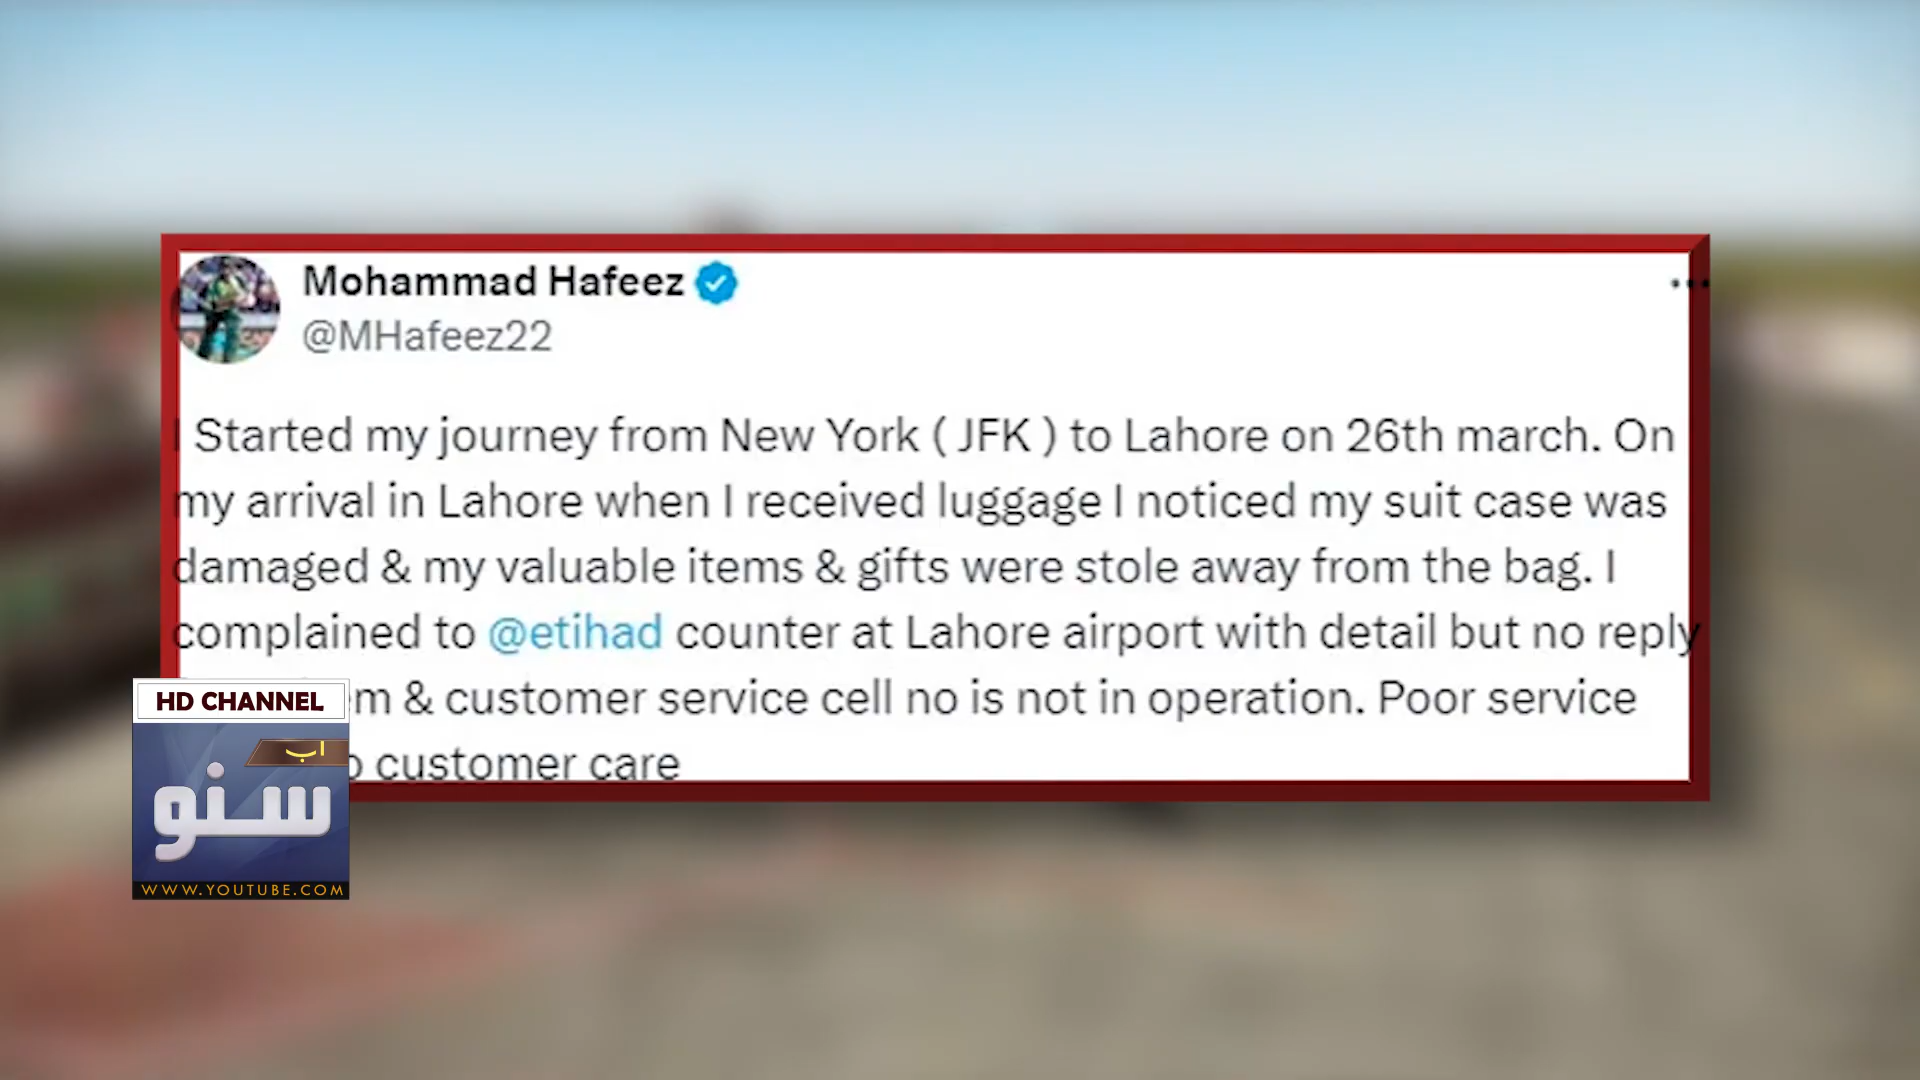 Mohammad Hafeez
@MHafeez22
I Started my journey from New York ( JFK ) to Lahore on 26th march. On
my arrival in Lahore when I received luggage I noticed my suit case was
damaged & my valuable items & gifts were stole away from the bag. I
complained to @etihad counter at Lahore airport with detail but no reply
& customer service cell no is not in operation. Poor service
customer care
HD CHANNEL
اب
سنو
WWW.YOUTUBE.COM